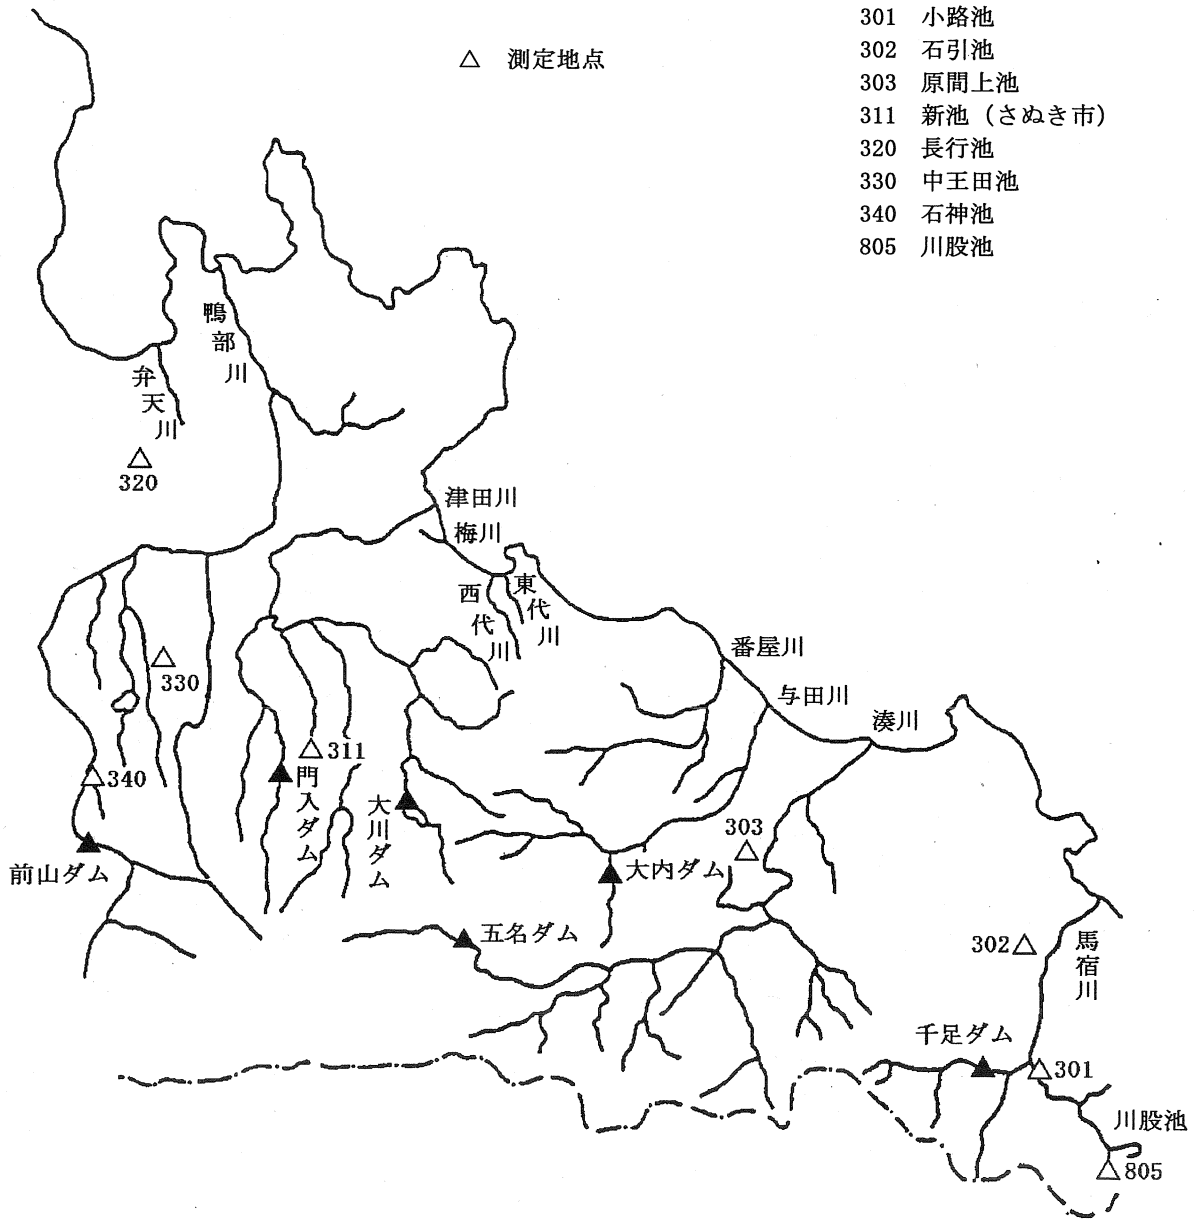 301 小路池
302 石引池
303 原間上池
311 新池（さぬき市）
320 長行池
330 中王田池
340 石神池
805 川股池
△ 測定地点
鴨部川
弁天川
320
津田川
梅川
西代川
東代川
番屋川
与田川
湊川
330
311
340
門入ダム
大川ダム
303
前山ダム
大内ダム
五名ダム
302
馬宿川
千足ダム
301
川股池
805